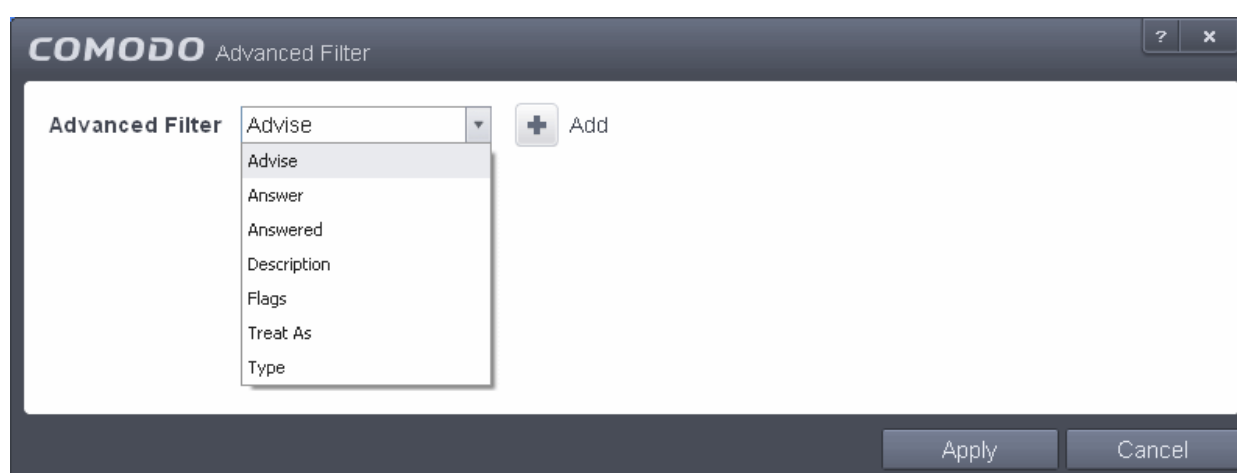 COMODO Advanced Filter ? x
Advanced Filter Advise Add
Advise
Answer
Answered
Description
Flags
Treat As
Type
Apply Cancel